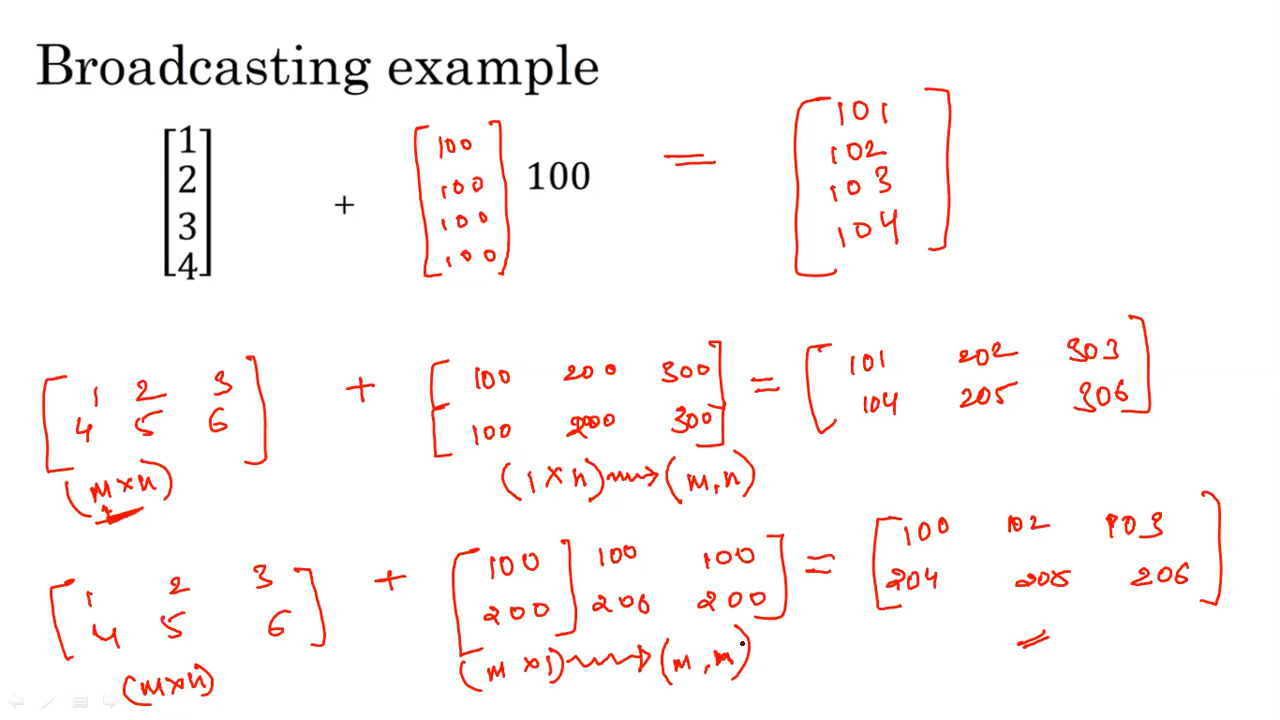 Broadcasting example
1 100 101
2 100 102
3 + 100 100 = 103
4 100 104
1 2 3 + 100 200 300 = 101 202 303
4 5 6 100 200 300 104 205 306
(m×n) (1×n) → (m,n)
1 2 3 + 100 100 100 = 100 102 103
4 5 6 200 200 200 204 205 206
(m×n) (m×1) → (m,n)